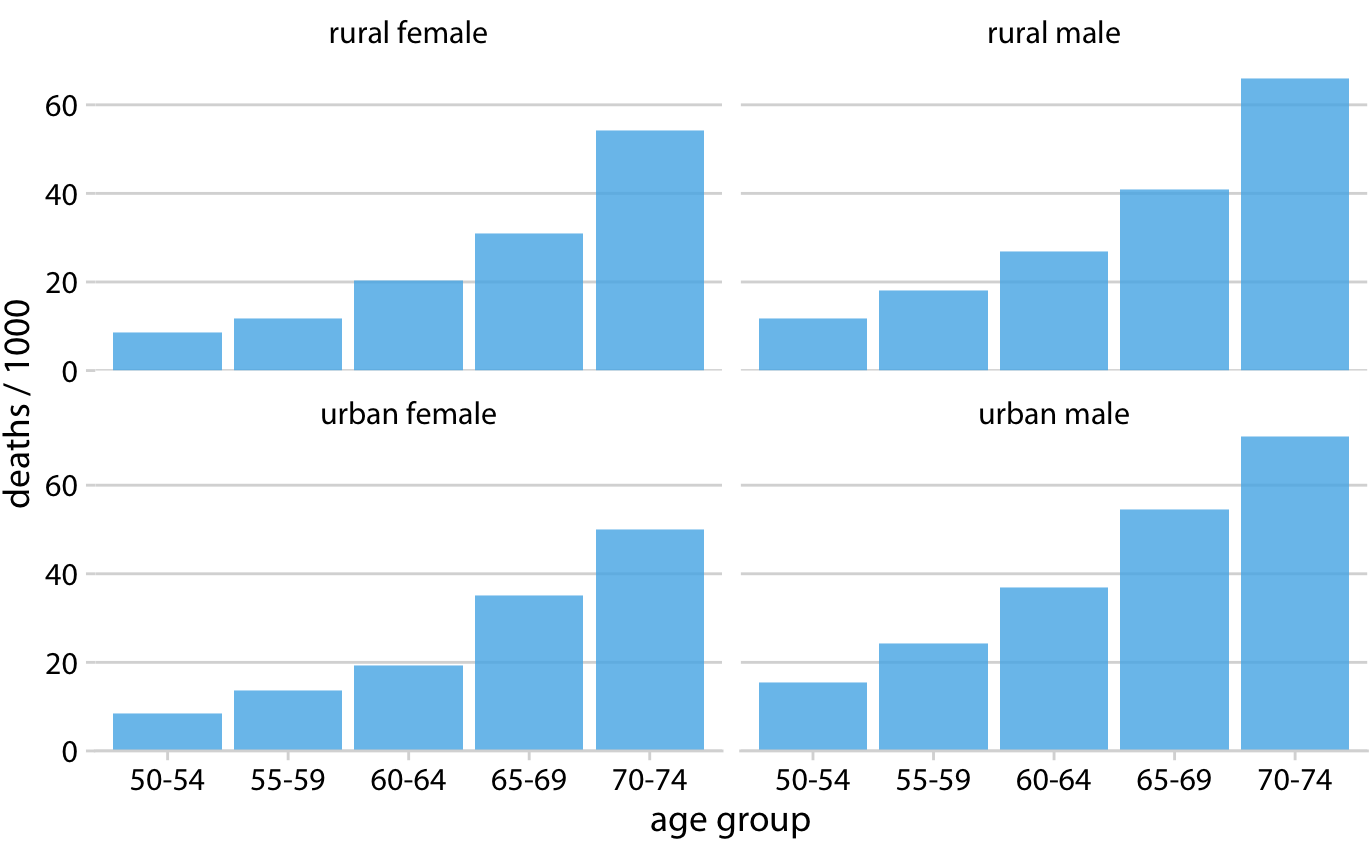 rural female
rural male
60
40
20
0
urban female
urban male
60
40
20
0
deaths / 1000
50-54 55-59 60-64 65-69 70-74
50-54 55-59 60-64 65-69 70-74
age group